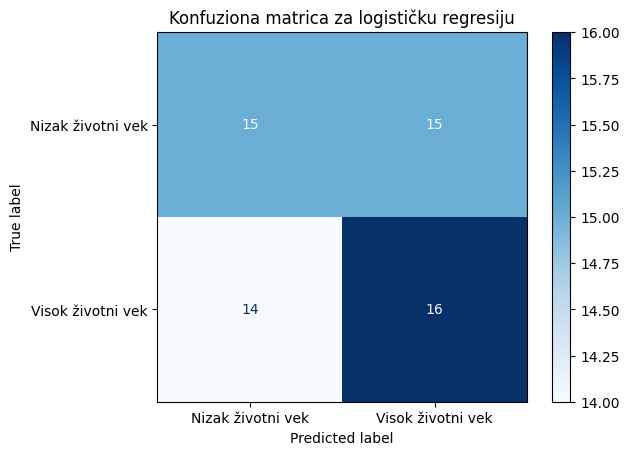 Konfuziona matrica za logističku regresiju
True label
Nizak životni vek
15
15
Visok životni vek
14
16
Nizak životni vek
Visok životni vek
Predicted label
16.00
15.75
15.50
15.25
15.00
14.75
14.50
14.25
14.00